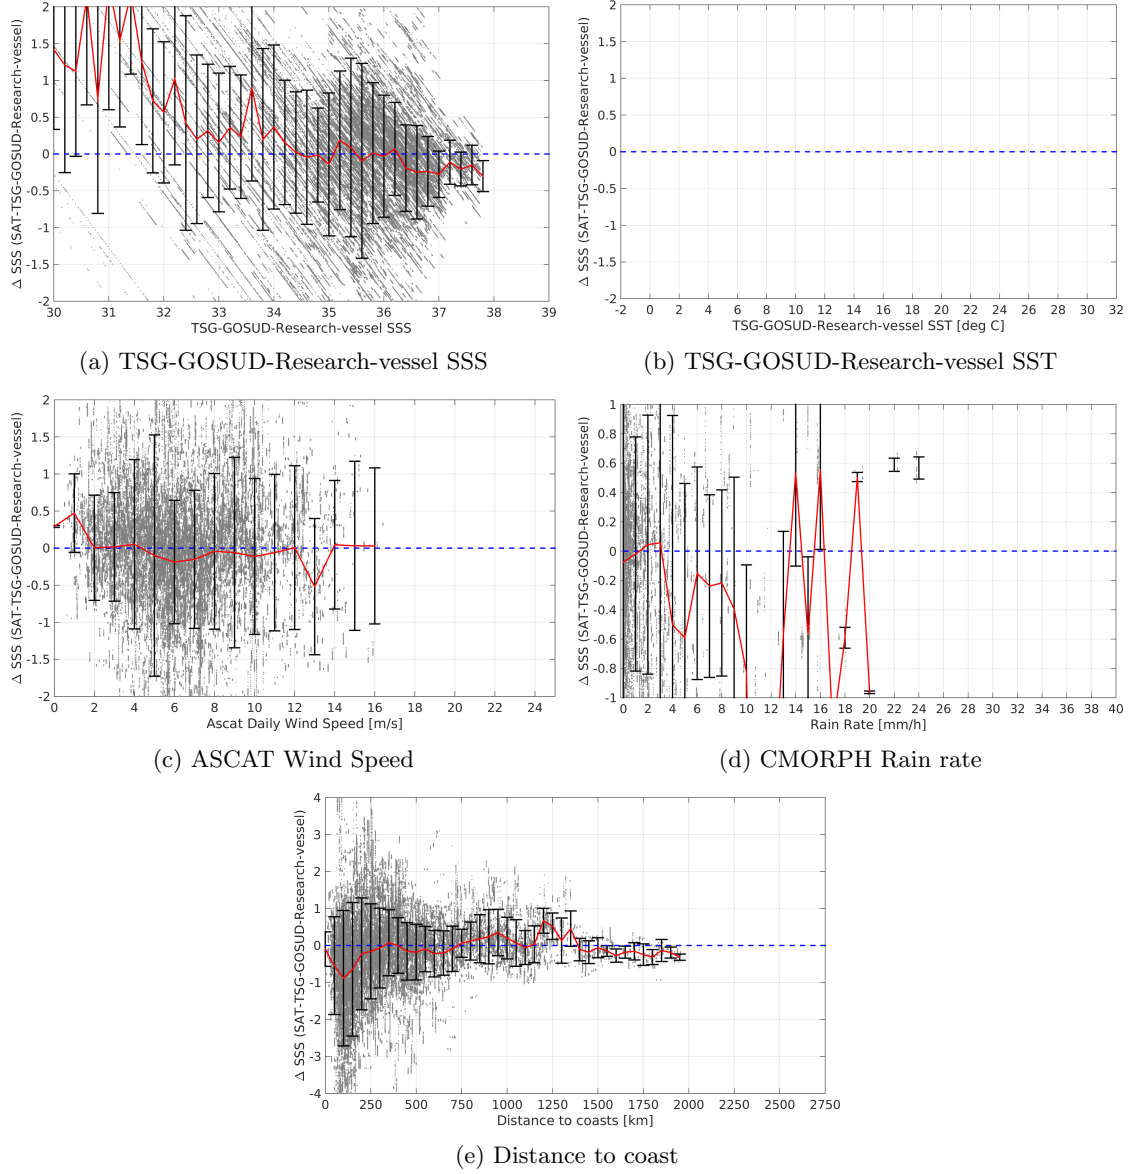 2
1.5
1
0.5
0
-0.5
-1
-1.5
-2
Δ SSS (SAT-TSG-GOSUD-Research-vessel)
30 31 32 33 34 35 36 37 38 39
TSG-GOSUD-Research-vessel SSS
(a) TSG-GOSUD-Research-vessel SSS
2
1.5
1
0.5
0
-0.5
-1
-1.5
-2
Δ SSS (SAT-TSG-GOSUD-Research-vessel)
-2 0 2 4 6 8 10 12 14 16 18 20 22 24 26 28 30 32
TSG-GOSUD-Research-vessel SST [deg C]
(b) TSG-GOSUD-Research-vessel SST
2
1.5
1
0.5
0
-0.5
-1
-1.5
-2
Δ SSS (SAT-TSG-GOSUD-Research-vessel)
0 2 4 6 8 10 12 14 16 18 20 22 24
Ascat Daily Wind Speed [m/s]
(c) ASCAT Wind Speed
1
0.8
0.6
0.4
0.2
0
-0.2
-0.4
-0.6
-0.8
-1
Δ SSS (SAT-TSG-GOSUD-Research-vessel)
0 2 4 6 8 10 12 14 16 18 20 22 24 26 28 30 32 34 36 38 40
Rain Rate [mm/h]
(d) CMORPH Rain rate
4
3
2
1
0
-1
-2
-3
-4
Δ SSS (SAT-TSG-GOSUD-Research-vessel)
0 250 500 750 1000 1250 1500 1750 2000 2250 2500 2750
Distance to coasts [km]
(e) Distance to coast